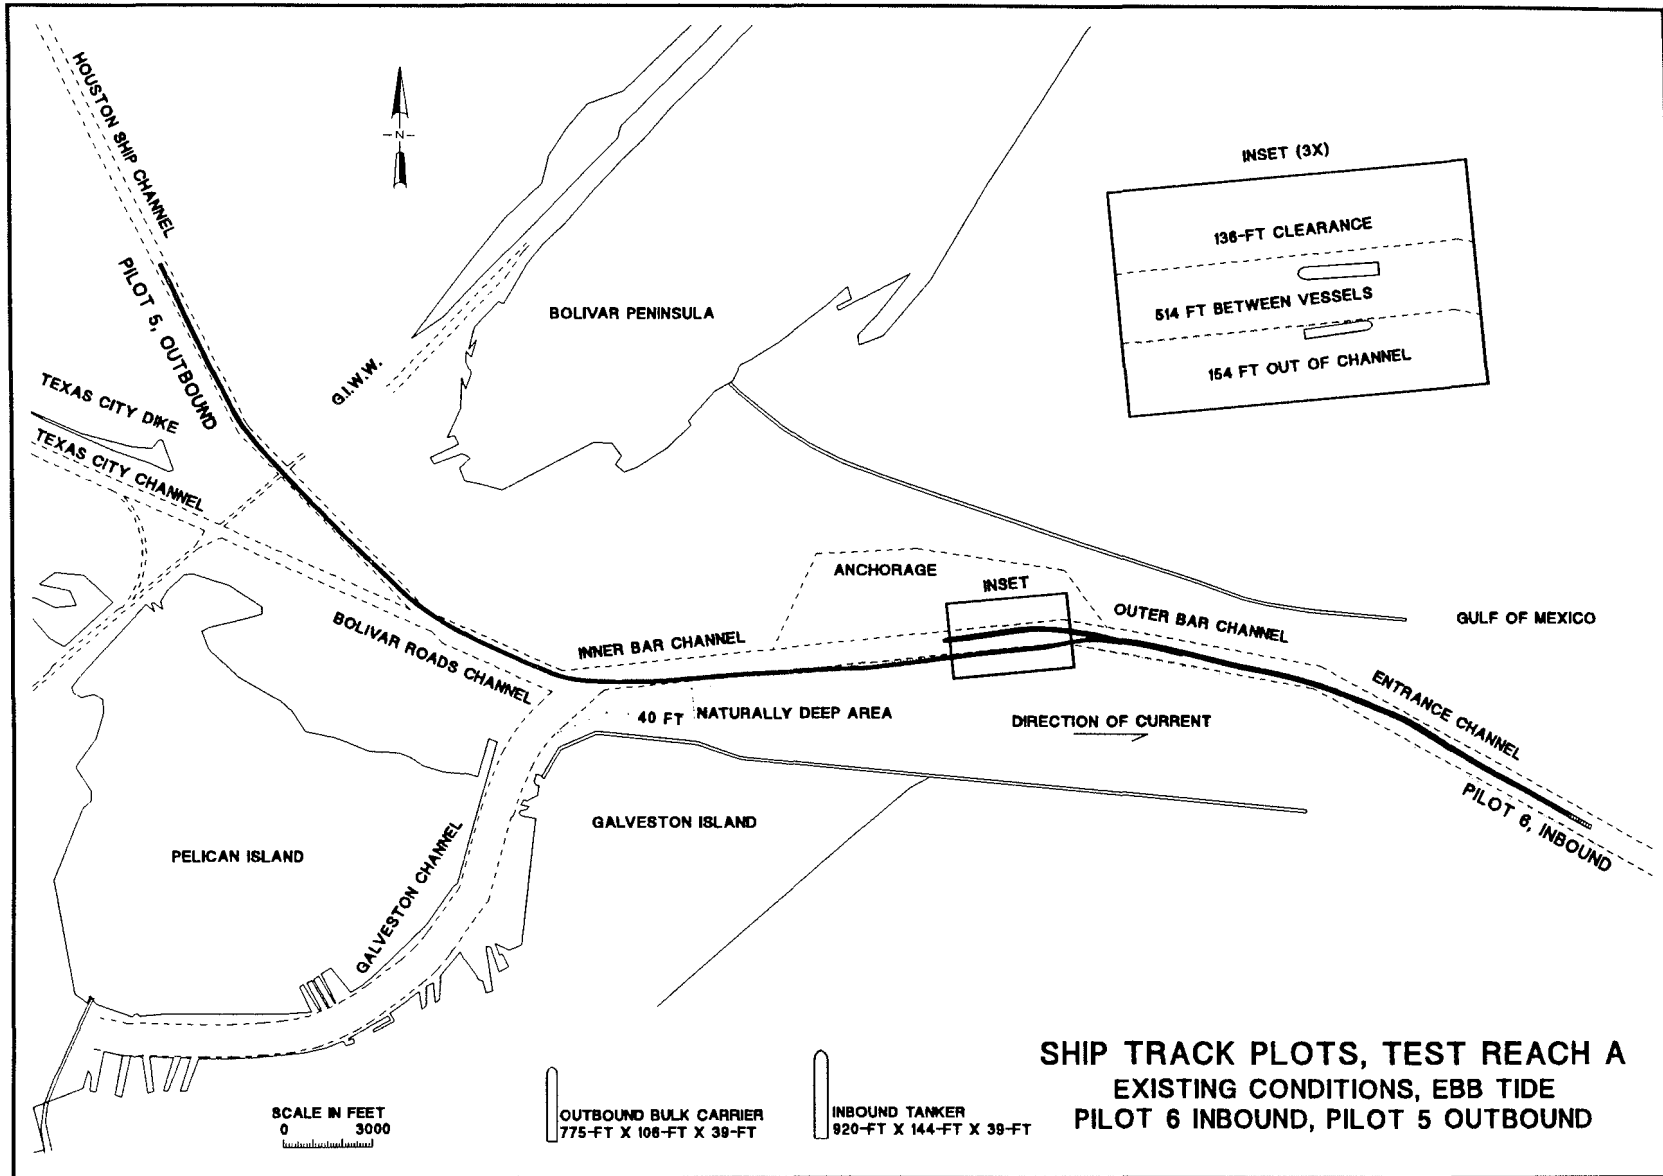 HOUSTON SHIP CHANNEL
N
INSET (3X)
136-FT CLEARANCE
514 FT BETWEEN VESSELS
154 FT OUT OF CHANNEL
PILOT 5, OUTBOUND
BOLIVAR PENINSULA
G.I.W.W.
TEXAS CITY DIKE
TEXAS CITY CHANNEL
ANCHORAGE
INSET
OUTER BAR CHANNEL
GULF OF MEXICO
BOLIVAR ROADS CHANNEL
INNER BAR CHANNEL
ENTRANCE CHANNEL
40 FT
NATURALLY DEEP AREA
DIRECTION OF CURRENT
PILOT 6, INBOUND
GALVESTON ISLAND
PELICAN ISLAND
GALVESTON CHANNEL
SHIP TRACK PLOTS, TEST REACH A
EXISTING CONDITIONS, EBB TIDE
PILOT 6 INBOUND, PILOT 5 OUTBOUND
SCALE IN FEET
0 3000
OUTBOUND BULK CARRIER
775-FT X 106-FT X 39-FT
INBOUND TANKER
920-FT X 144-FT X 39-FT